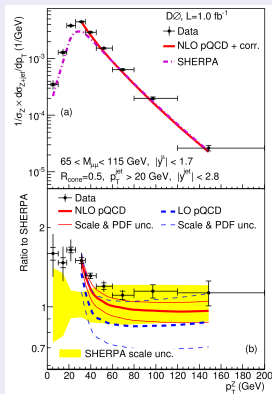 1/σ_Z × dσ_Z+jet/dp_T^Z (1/GeV)
10⁻³
10⁻⁴
10⁻⁵
DØ, L=1.0 fb⁻¹
Data
NLO pQCD + corr.
SHERPA
(a)
65 < M_μμ < 115 GeV, |y^Z| < 1.7
R_cone=0.5, p_T^jet > 20 GeV, |y^jet| < 2.8
Ratio to SHERPA
2
1
0.7
Data
NLO pQCD
LO pQCD
Scale & PDF unc.
Scale & PDF unc.
SHERPA scale unc.
(b)
0 20 40 60 80 100 120 140 160 180 200
p_T^Z (GeV)